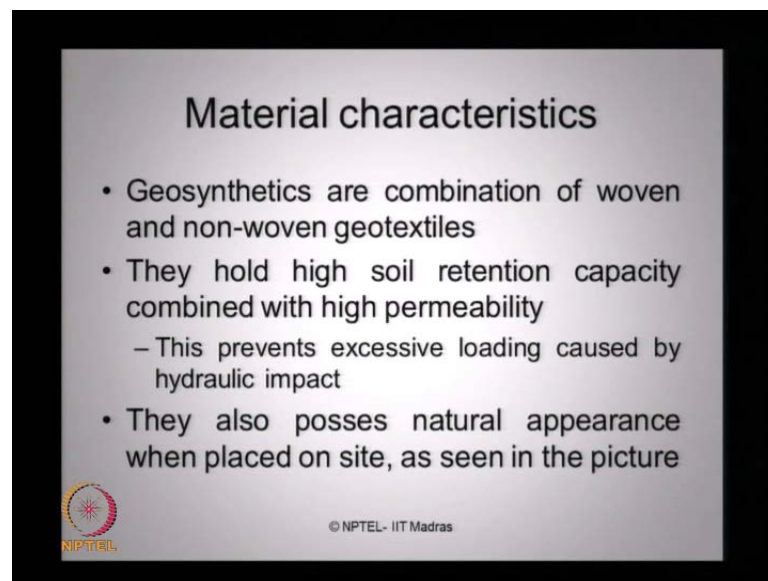 Material characteristics
• Geosynthetics are combination of woven
and non-woven geotextiles
• They hold high soil retention capacity
combined with high permeability
– This prevents excessive loading caused by
hydraulic impact
• They also posses natural appearance
when placed on site, as seen in the picture
© NPTEL- IIT Madras
NPTEL